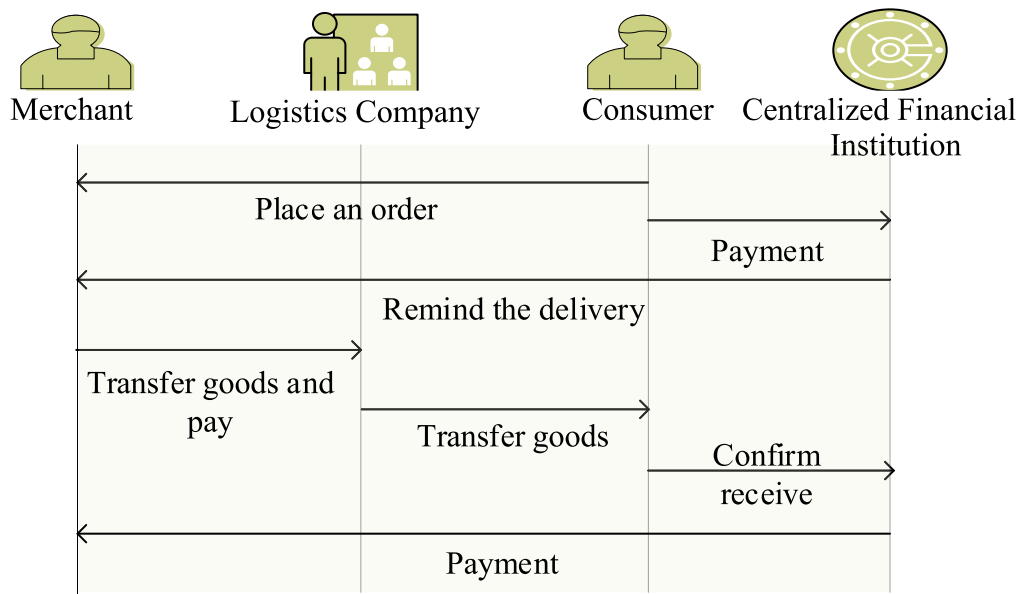 Merchant
Logistics Company
Consumer
Centralized Financial
Institution
Place an order
Payment
Remind the delivery
Transfer goods and
pay
Transfer goods
Confirm
receive
Payment